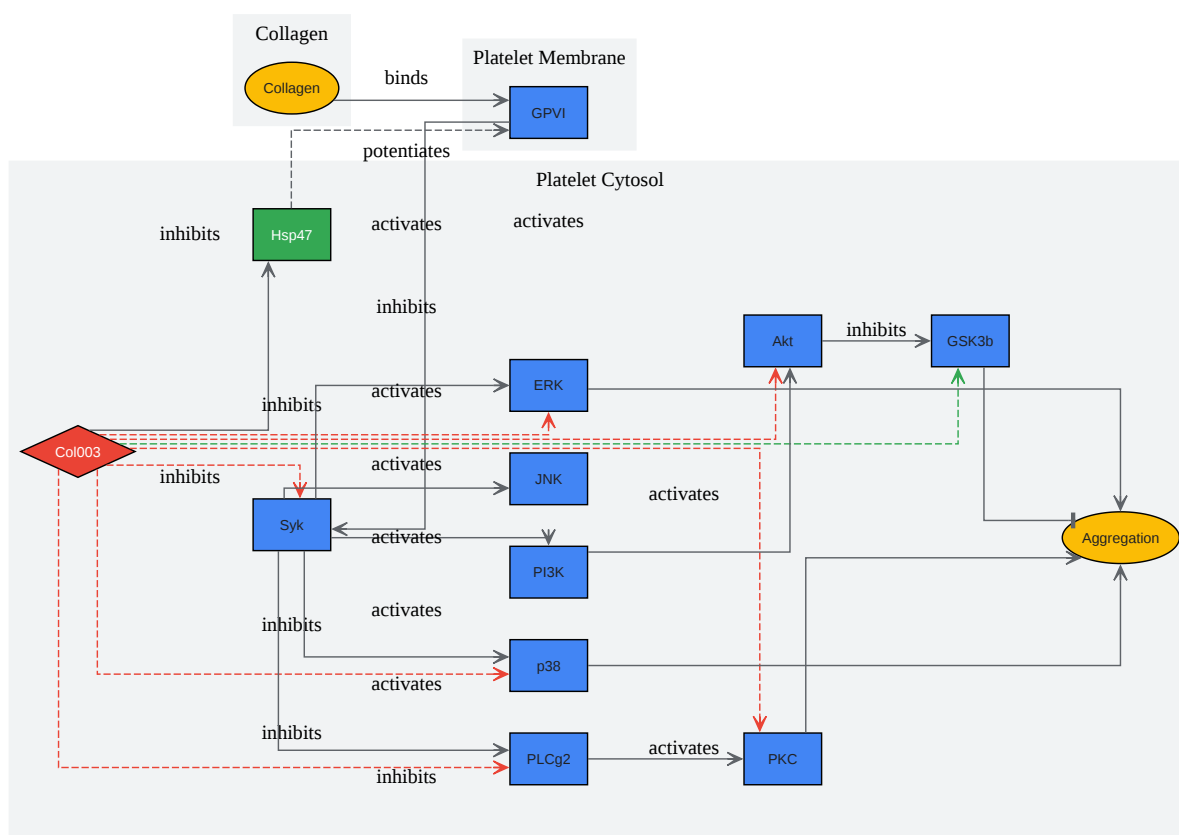 Collagen
Platelet Membrane
binds
Collagen
GPVI
potentiates
Platelet Cytosol
inhibits
Hsp47
activates
activates
inhibits
Akt
inhibits
GSK3b
ERK
activates
inhibits
Col003
activates
JNK
inhibits
activates
Syk
activates
Aggregation
PI3K
activates
inhibits
p38
activates
inhibits
activates
PLCg2
PKC
inhibits